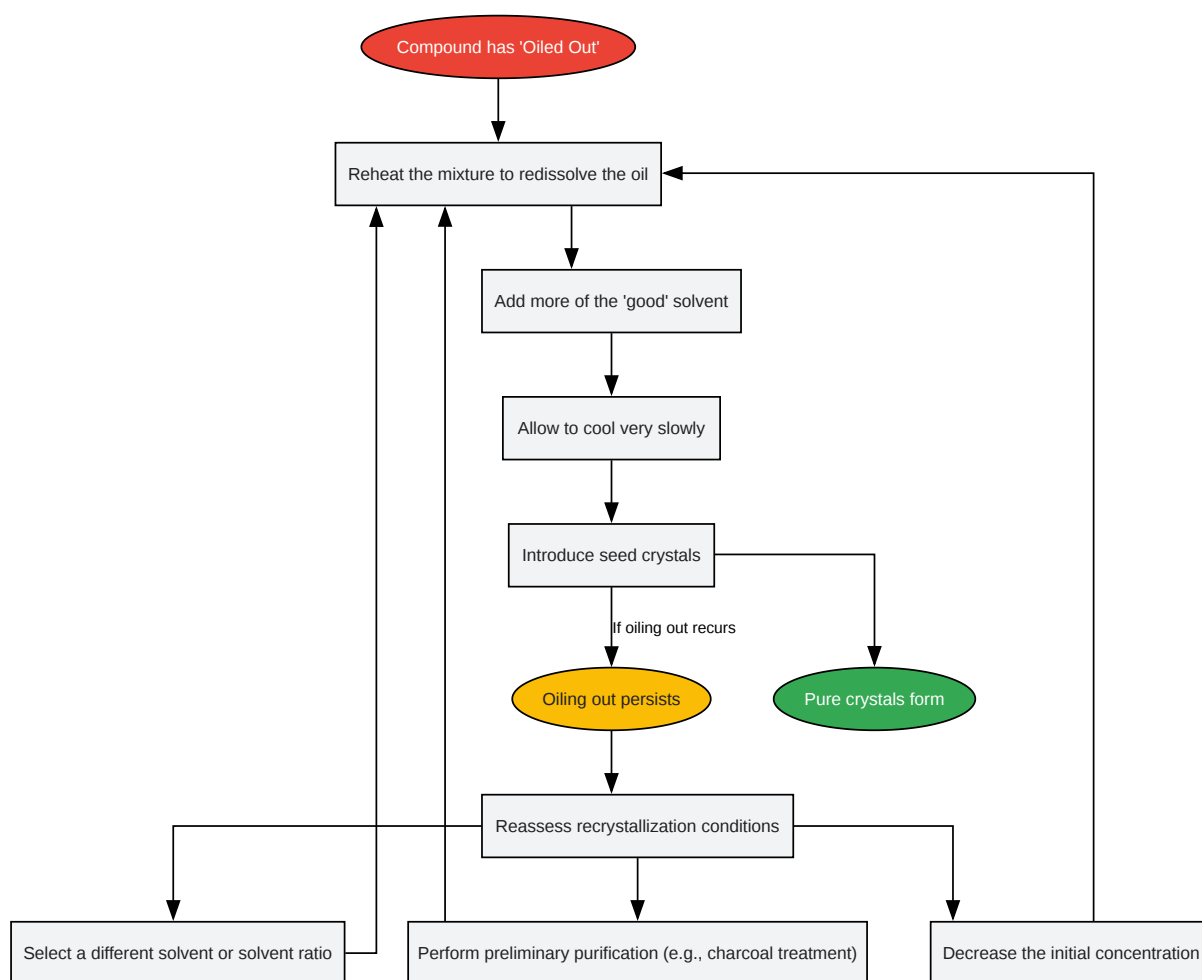 Compound has 'Oiled Out'
Reheat the mixture to redissolve the oil
Add more of the 'good' solvent
Allow to cool very slowly
Introduce seed crystals
If oiling out recurs
Oiling out persists
Pure crystals form
Reassess recrystallization conditions
Select a different solvent or solvent ratio
Perform preliminary purification (e.g., charcoal treatment)
Decrease the initial concentration